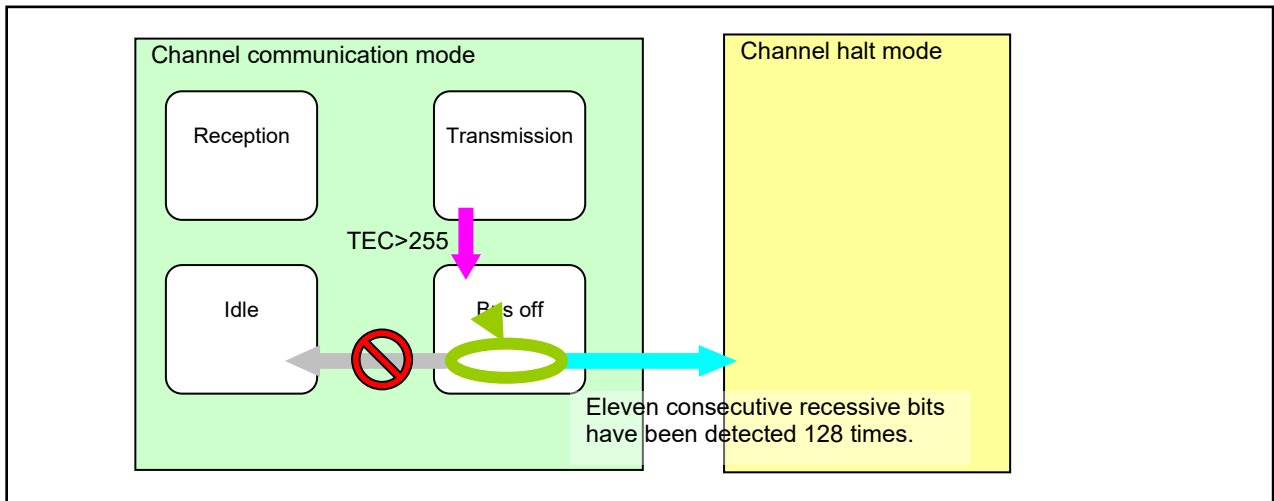 Channel communication mode
Channel halt mode
Reception
Transmission
TEC>255
Idle
Bus off
Eleven consecutive recessive bits
have been detected 128 times.